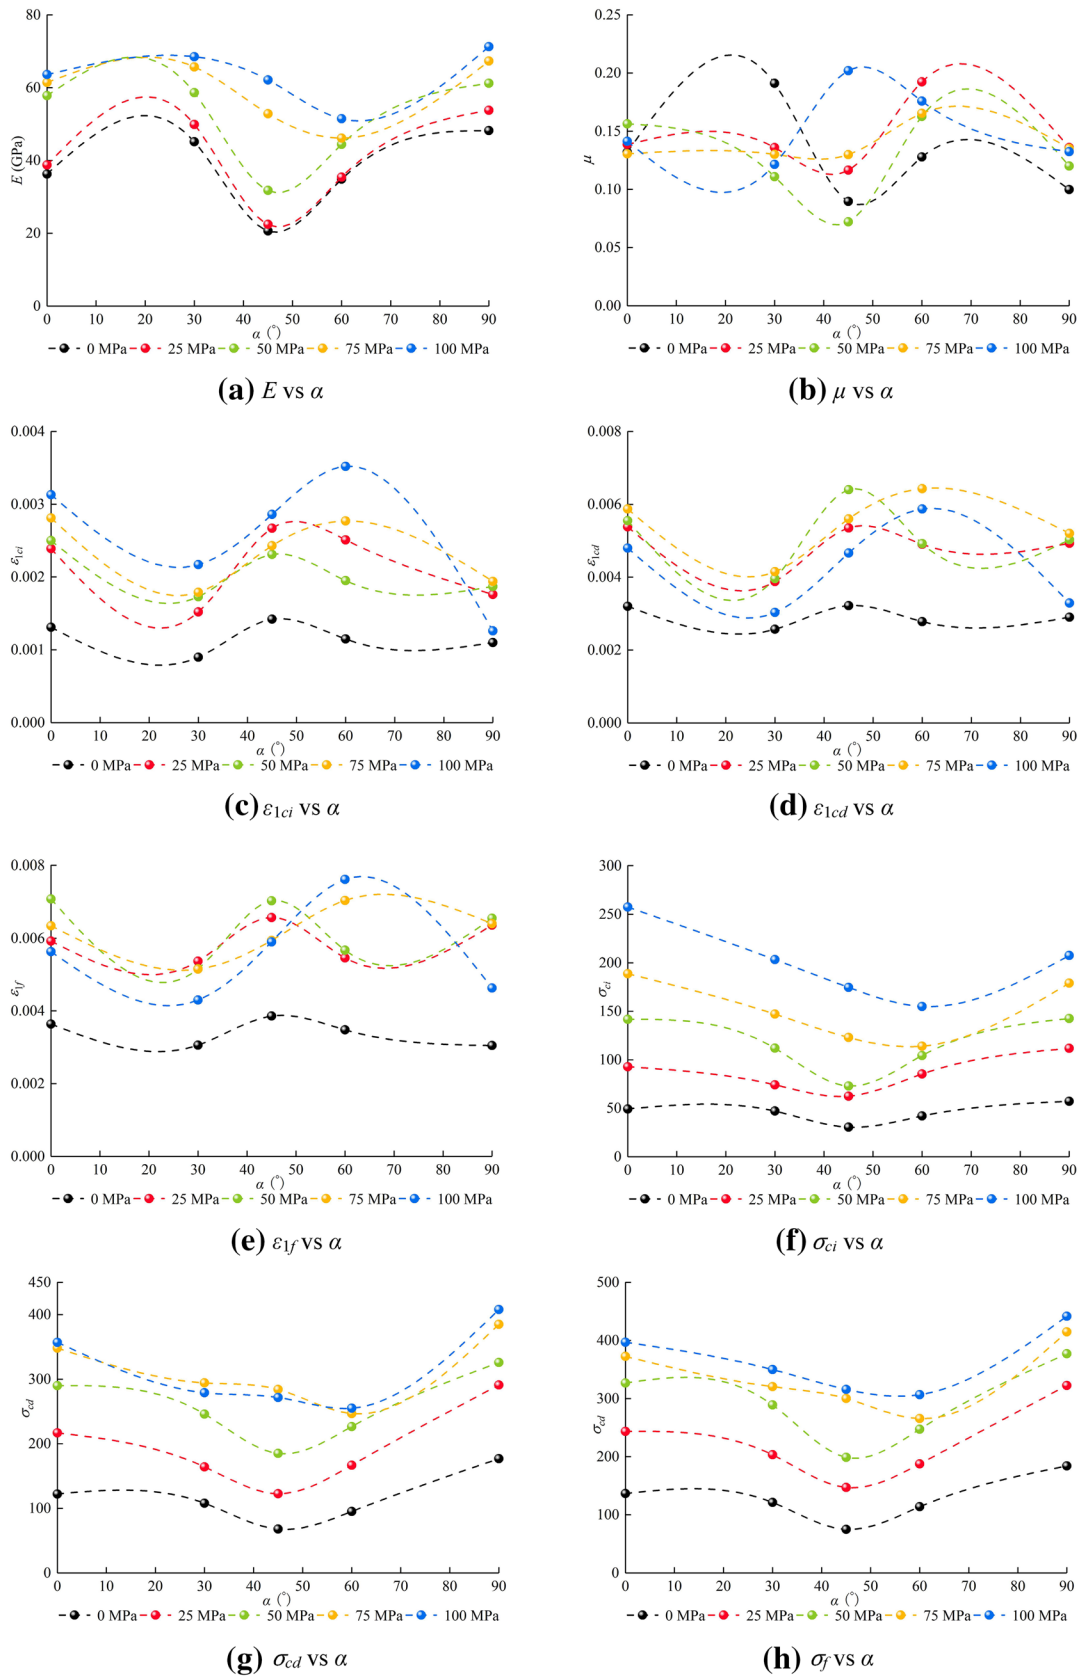 80
60
40
20
0
E (GPa)
0 10 20 30 40 50 60 70 80 90
α (°)
0 MPa 25 MPa 50 MPa 75 MPa 100 MPa
(a) E vs α
0.25
0.20
0.15
0.10
0.05
0.00
μ
0 10 20 30 40 50 60 70 80 90
α (°)
0 MPa 25 MPa 50 MPa 75 MPa 100 MPa
(b) μ vs α
0.004
0.003
0.002
0.001
0.000
ε1ci
0 10 20 30 40 50 60 70 80 90
α (°)
0 MPa 25 MPa 50 MPa 75 MPa 100 MPa
(c) ε1ci vs α
0.008
0.006
0.004
0.002
0.000
ε1cd
0 10 20 30 40 50 60 70 80 90
α (°)
0 MPa 25 MPa 50 MPa 75 MPa 100 MPa
(d) ε1cd vs α
0.008
0.006
0.004
0.002
0.000
ε1f
0 10 20 30 40 50 60 70 80 90
α (°)
0 MPa 25 MPa 50 MPa 75 MPa 100 MPa
(e) ε1f vs α
300
250
200
150
100
50
0
σci
0 10 20 30 40 50 60 70 80 90
α (°)
0 MPa 25 MPa 50 MPa 75 MPa 100 MPa
(f) σci vs α
450
400
300
200
100
0
σcd
0 10 20 30 40 50 60 70 80 90
α (°)
0 MPa 25 MPa 50 MPa 75 MPa 100 MPa
(g) σcd vs α
500
400
300
200
100
0
σcd
0 10 20 30 40 50 60 70 80 90
α (°)
0 MPa 25 MPa 50 MPa 75 MPa 100 MPa
(h) σf vs α